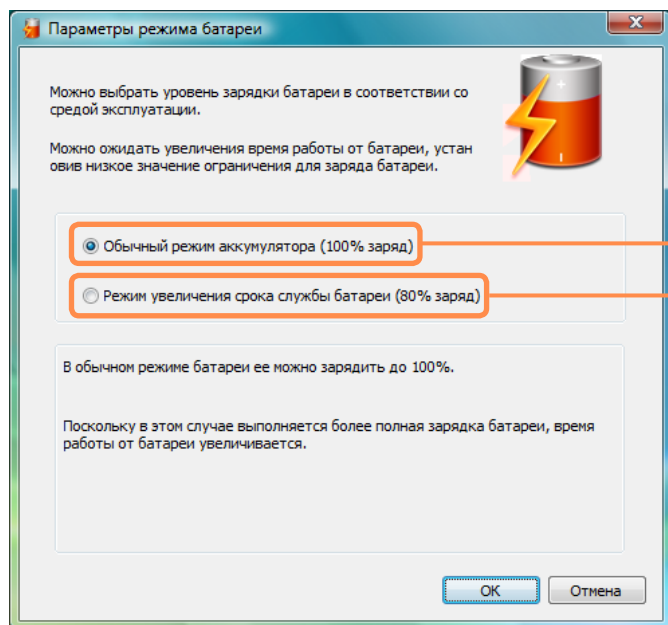 Параметры режима батареи
Можно выбрать уровень зарядки батареи в соответствии со
средой эксплуатации.
Можно ожидать увеличения время работы от батареи, устан
овив низкое значение ограничения для заряда батареи.
Обычный режим аккумулятора (100% заряд)
Режим увеличения срока службы батареи (80% заряд)
В обычном режиме батареи ее можно зарядить до 100%.
Поскольку в этом случае выполняется более полная зарядка батареи, время
работы от батареи увеличивается.
OK Отмена